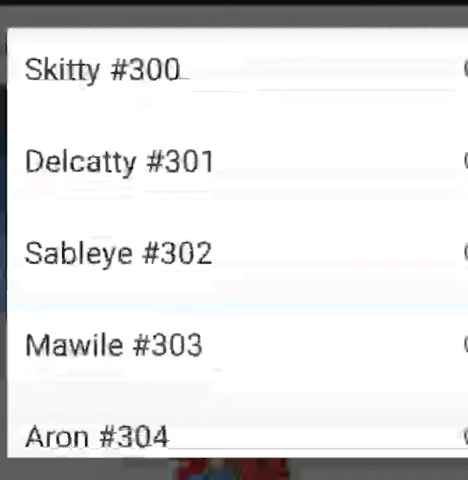 Skitty #300
Delcatty #301
Sableye #302
Mawile #303
Aron #304